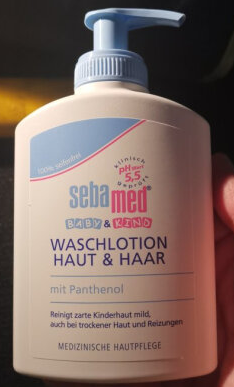 100% seifenfrei
klinisch
pH Wert
5,5
geprüft
sebamed®
BABY & KIND
WASCHLOTION
HAUT & HAAR
mit Panthenol
Reinigt zarte Kinderhaut mild,
auch bei trockener Haut und Reizungen
MEDIZINISCHE HAUTPFLEGE